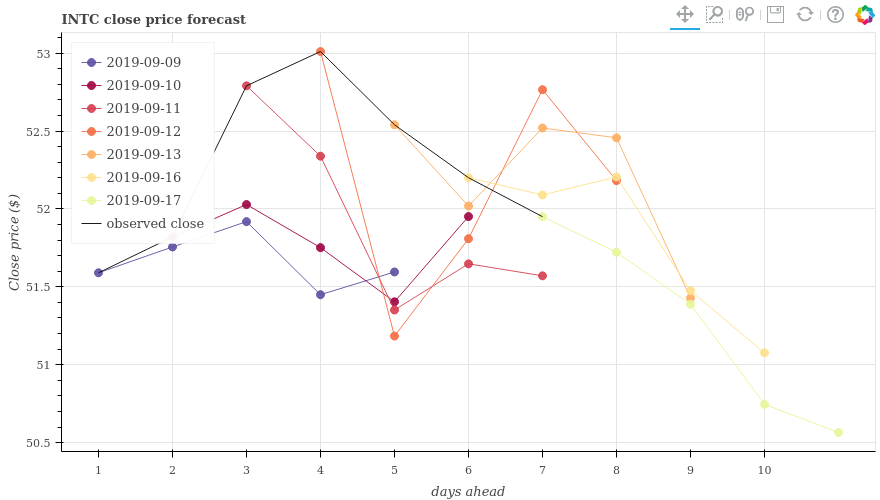 INTC close price forecast
2019-09-09
2019-09-10
2019-09-11
2019-09-12
2019-09-13
2019-09-16
2019-09-17
observed close
Close price ($)
53
52.5
52
51.5
51
50.5
1 2 3 4 5 6 7 8 9 10
days ahead